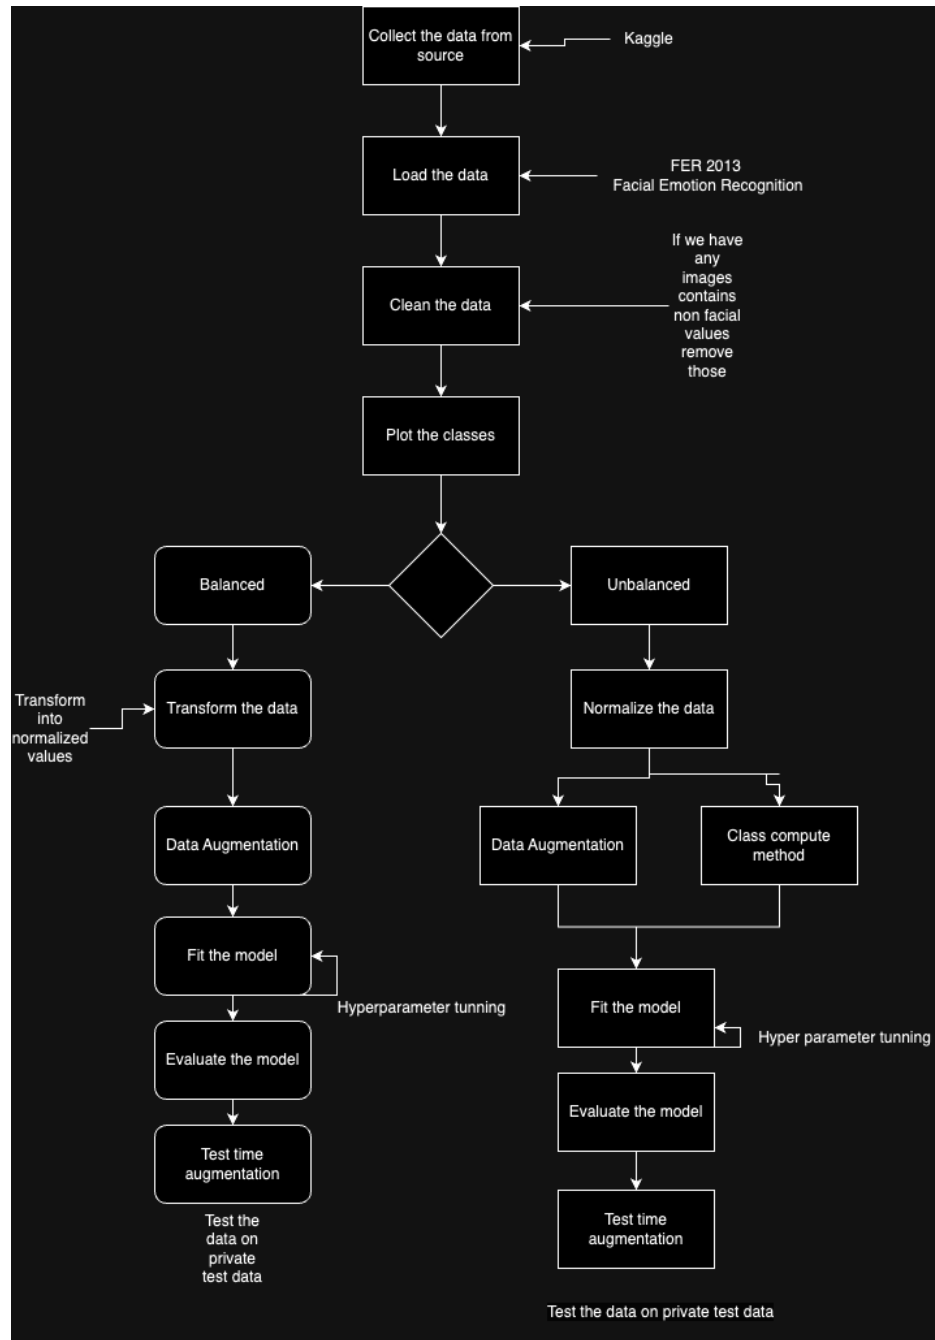 Collect the data from
source
Kaggle
Load the data
FER 2013
Facial Emotion Recognition
Clean the data
If we have
any
images
contains
non facial
values
remove
those
Plot the classes
Balanced
Unbalanced
Transform
into
normalized
values
Transform the data
Normalize the data
Data Augmentation
Data Augmentation
Class compute
method
Fit the model
Hyperparameter tunning
Fit the model
Hyper parameter tunning
Evaluate the model
Evaluate the model
Test time
augmentation
Test time
augmentation
Test the
data on
private
test data
Test the data on private test data